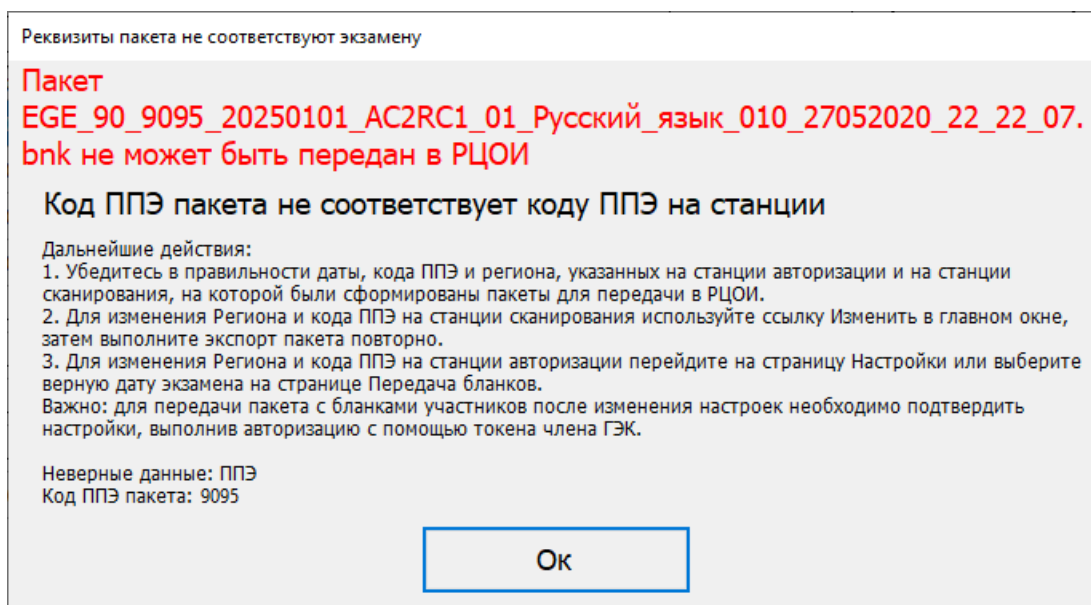 Реквизиты пакета не соответствуют экзамену
Пакет
EGE_90_9095_20250101_AC2RC1_01_Русский_язык_010_27052020_22_22_07.
bnk не может быть передан в РЦОИ
Код ППЭ пакета не соответствует коду ППЭ на станции
Дальнейшие действия:
1. Убедитесь в правильности даты, кода ППЭ и региона, указанных на станции авторизации и на станции
сканирования, на которой были сформированы пакеты для передачи в РЦОИ.
2. Для изменения Региона и кода ППЭ на станции сканирования используйте ссылку Изменить в главном окне,
затем выполните экспорт пакета повторно.
3. Для изменения Региона и кода ППЭ на станции авторизации перейдите на страницу Настройки или выберите
верную дату экзамена на странице Передача бланков.
Важно: для передачи пакета с бланками участников после изменения настроек необходимо подтвердить
настройки, выполнив авторизацию с помощью токена члена ГЭК.
Неверные данные: ППЭ
Код ППЭ пакета: 9095
Ок